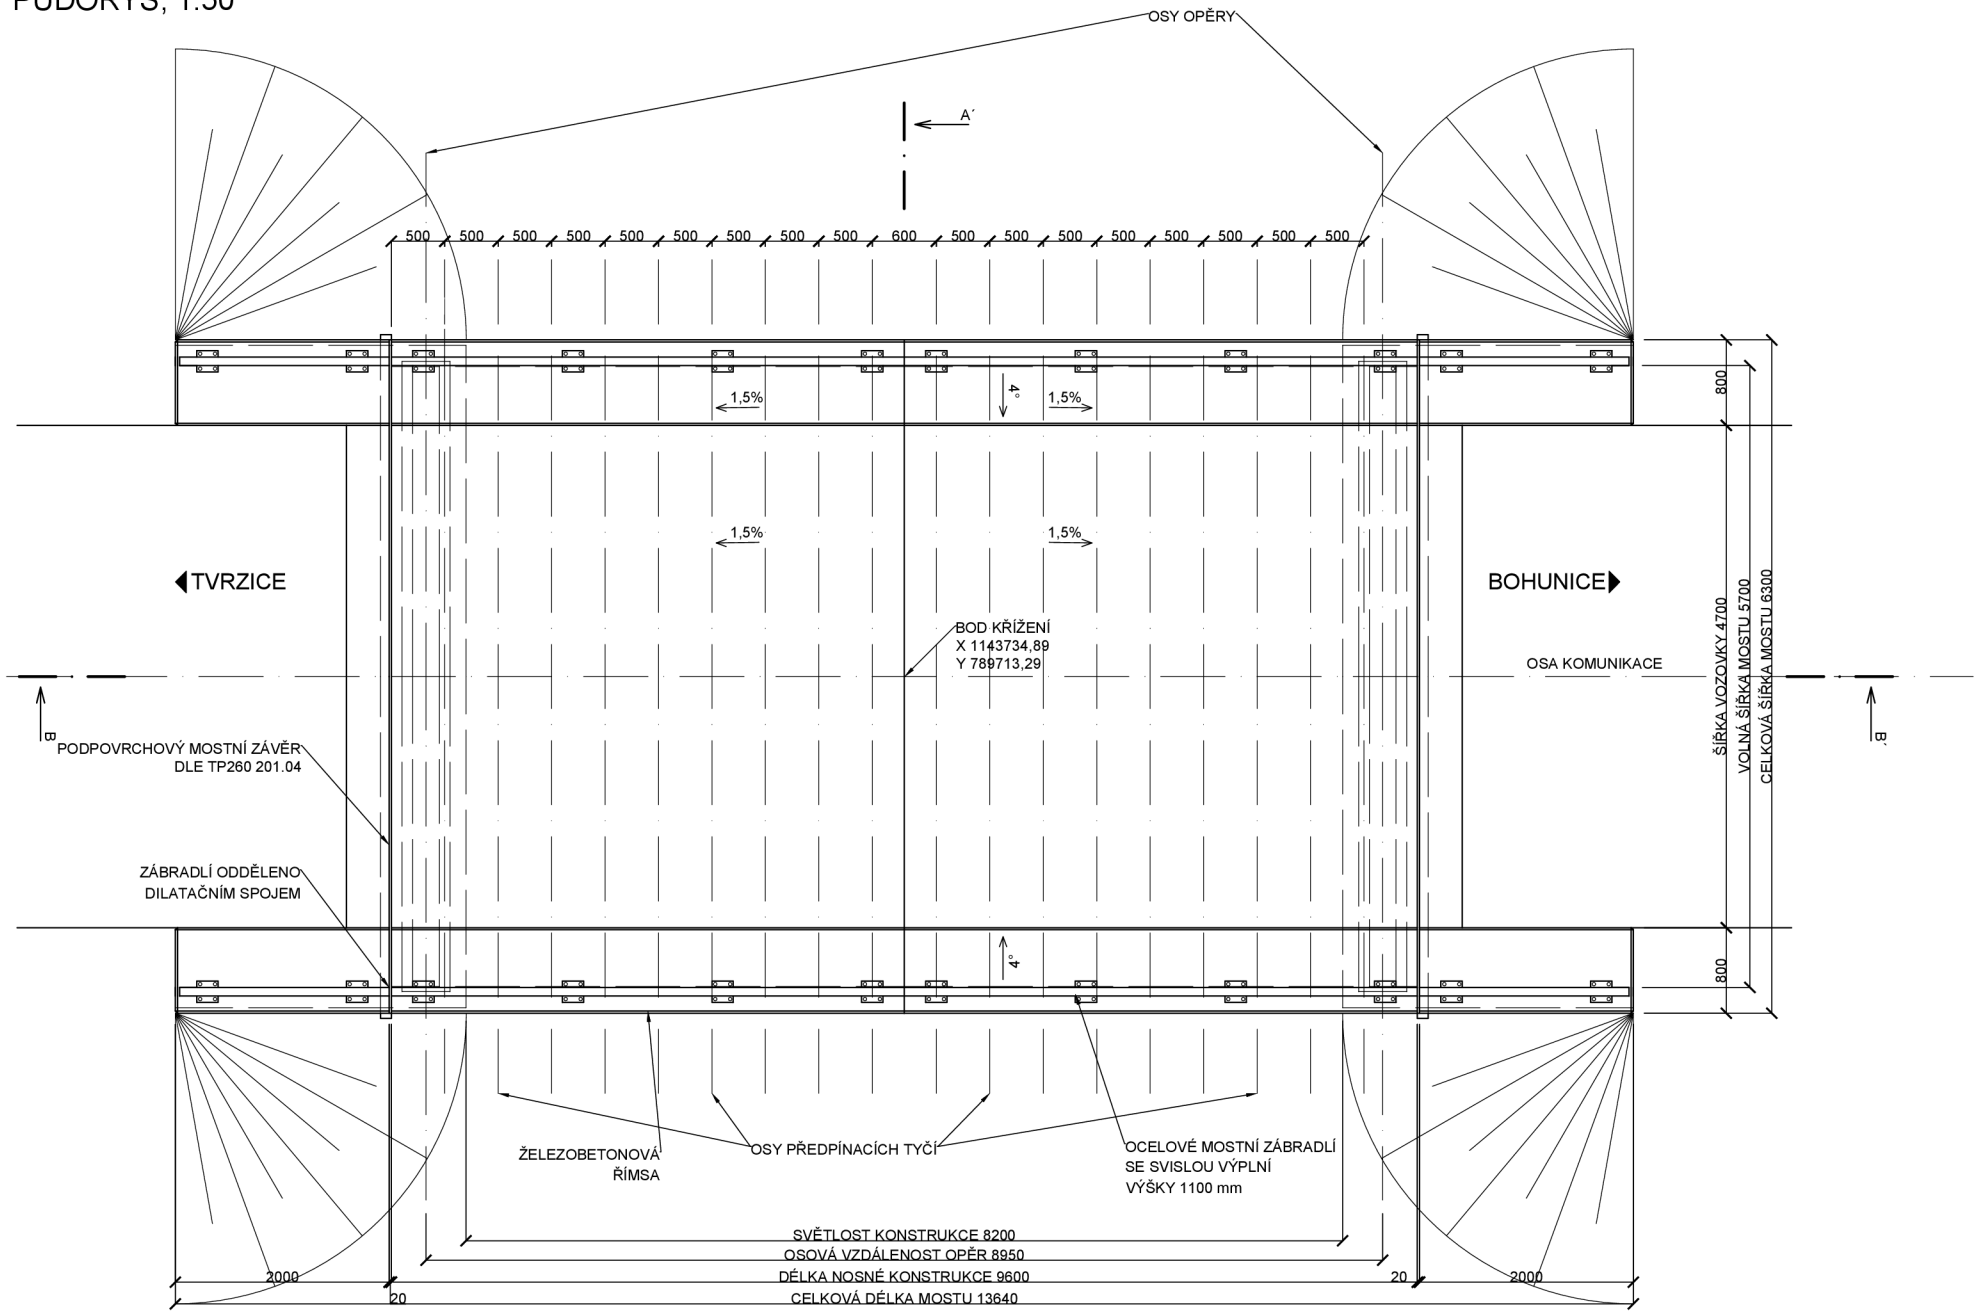 PŮDORYS, 1:50
OSY OPĚRY
A´
500 500 500 500 500 500 500 500 500 600 500 500 500 500 500 500 500 500
1,5%
4°
1,5%
800
1,5%
1,5%
TVRZICE
BOHUNICE
BOD KŘÍŽENÍ
X 1143734,89
Y 789713,29
OSA KOMUNIKACE
ŠÍŘKA VOZOVKY 4700
VOLNÁ ŠÍŘKA MOSTU 5700
CELKOVÁ ŠÍŘKA MOSTU 6300
B
B´
PODPOVRCHOVÝ MOSTNÍ ZÁVĚR
DLE TP260 201.04
ZÁBRADLÍ ODDĚLENO
DILATAČNÍM SPOJEM
4°
800
ŽELEZOBETONOVÁ
ŘÍMSA
OSY PŘEDPÍNACÍCH TYČÍ
OCELOVÉ MOSTNÍ ZÁBRADLÍ
SE SVISLOU VÝPLNÍ
VÝŠKY 1100 mm
SVĚTLOST KONSTRUKCE 8200
OSOVÁ VZDÁLENOST OPĚR 8950
2000
DÉLKA NOSNÉ KONSTRUKCE 9600
20
2000
20
CELKOVÁ DÉLKA MOSTU 13640